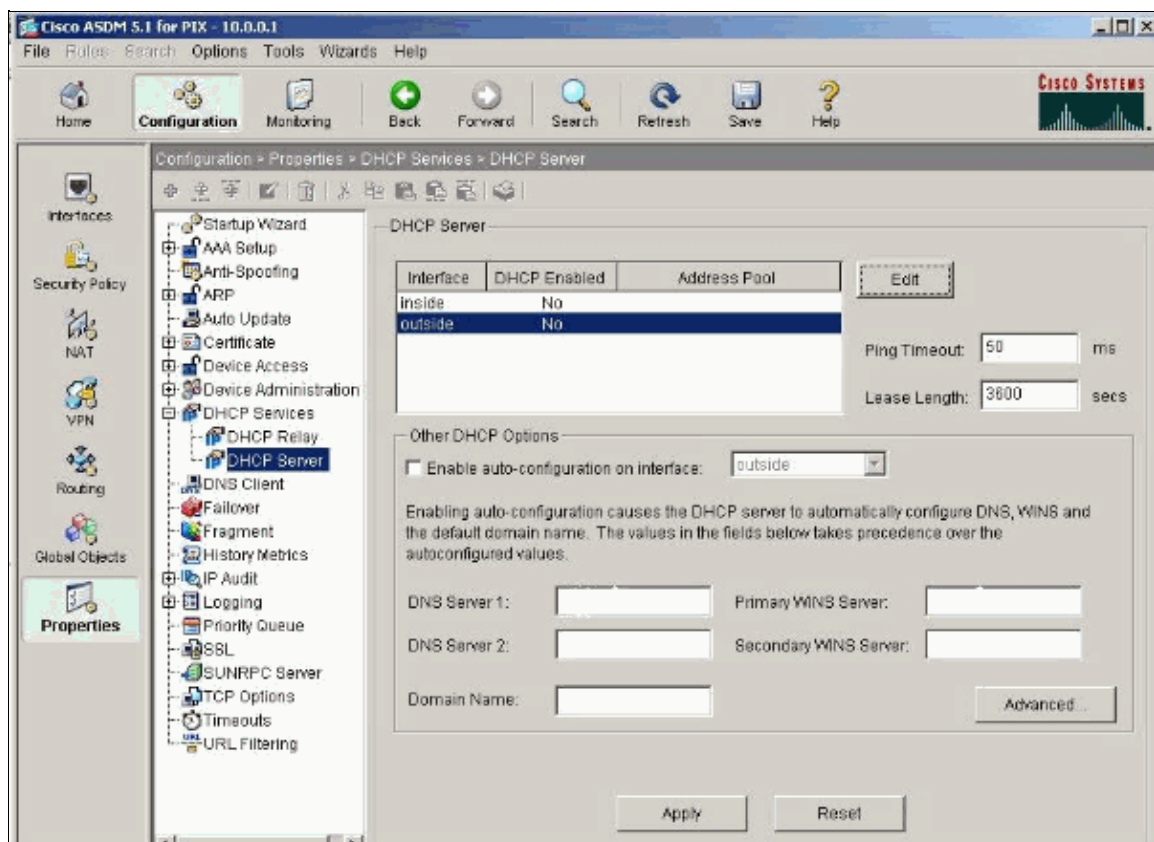 Cisco ASDM 5.1 for PIX - 10.0.0.1
File Rules Search Options Tools Wizards Help
Home Configuration Monitoring Back Forward Search Refresh Save Help
CISCO SYSTEMS
Configuration > Properties > DHCP Services > DHCP Server
Interfaces
Security Policy
NAT
VPN
Routing
Global Objects
Properties
Startup Wizard
AAA Setup
Anti-Spoofing
ARP
Auto Update
Certificate
Device Access
Device Administration
DHCP Services
DHCP Relay
DHCP Server
DNS Client
Failover
Fragment
History Metrics
IP Audit
Logging
Priority Queue
SSL
SUNRPC Server
TCP Options
Timeouts
URL Filtering
DHCP Server
Interface DHCP Enabled Address Pool
inside No
outside No
Edit
Ping Timeout: 50 ms
Lease Length: 3600 secs
Other DHCP Options
Enable auto-configuration on interface: outside
Enabling auto-configuration causes the DHCP server to automatically configure DNS, WINS and
the default domain name. The values in the fields below takes precedence over the
autoconfigured values.
DNS Server 1: Primary WINS Server:
DNS Server 2: Secondary WINS Server:
Domain Name: Advanced...
Apply Reset